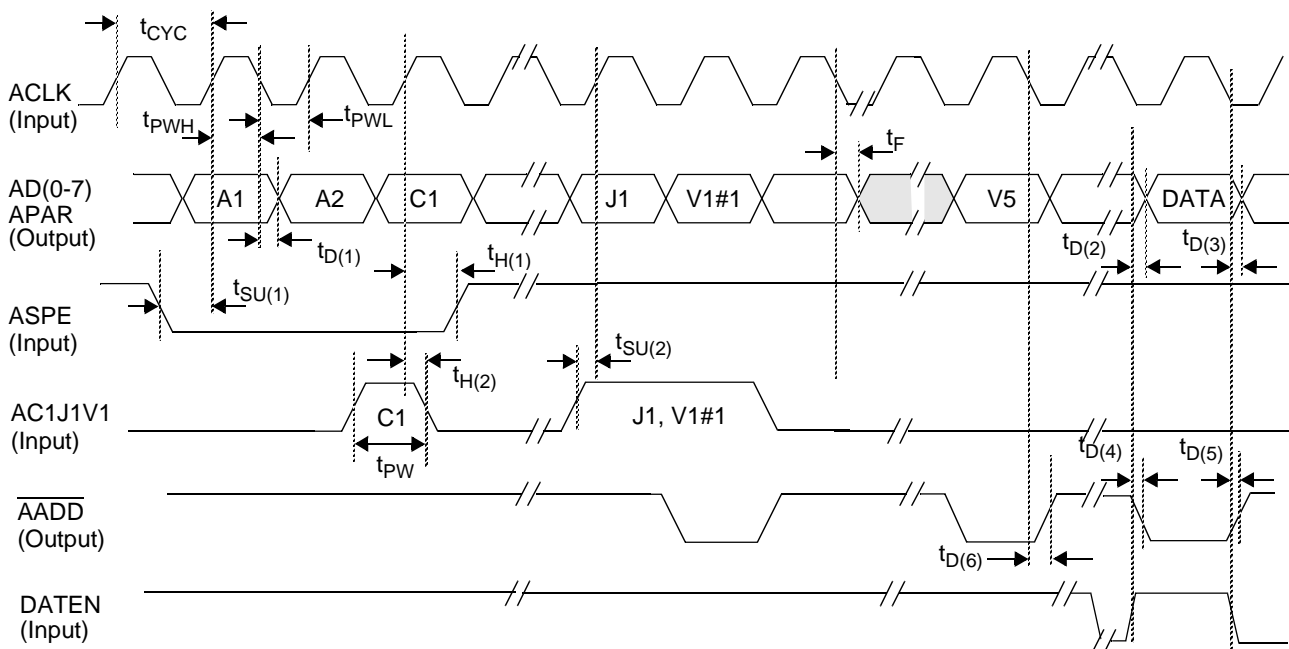 tCYC
ACLK
(Input)
tPWH
tPWL
tF
AD(0-7)
APAR
(Output)
A1
A2
C1
J1
V1#1
V5
DATA
tD(1)
tH(1)
tD(2)
tD(3)
tSU(1)
ASPE
(Input)
tSU(2)
tH(2)
AC1J1V1
(Input)
C1
J1, V1#1
tPW
tD(4)
tD(5)
AADD
(Output)
tD(6)
DATEN
(Input)